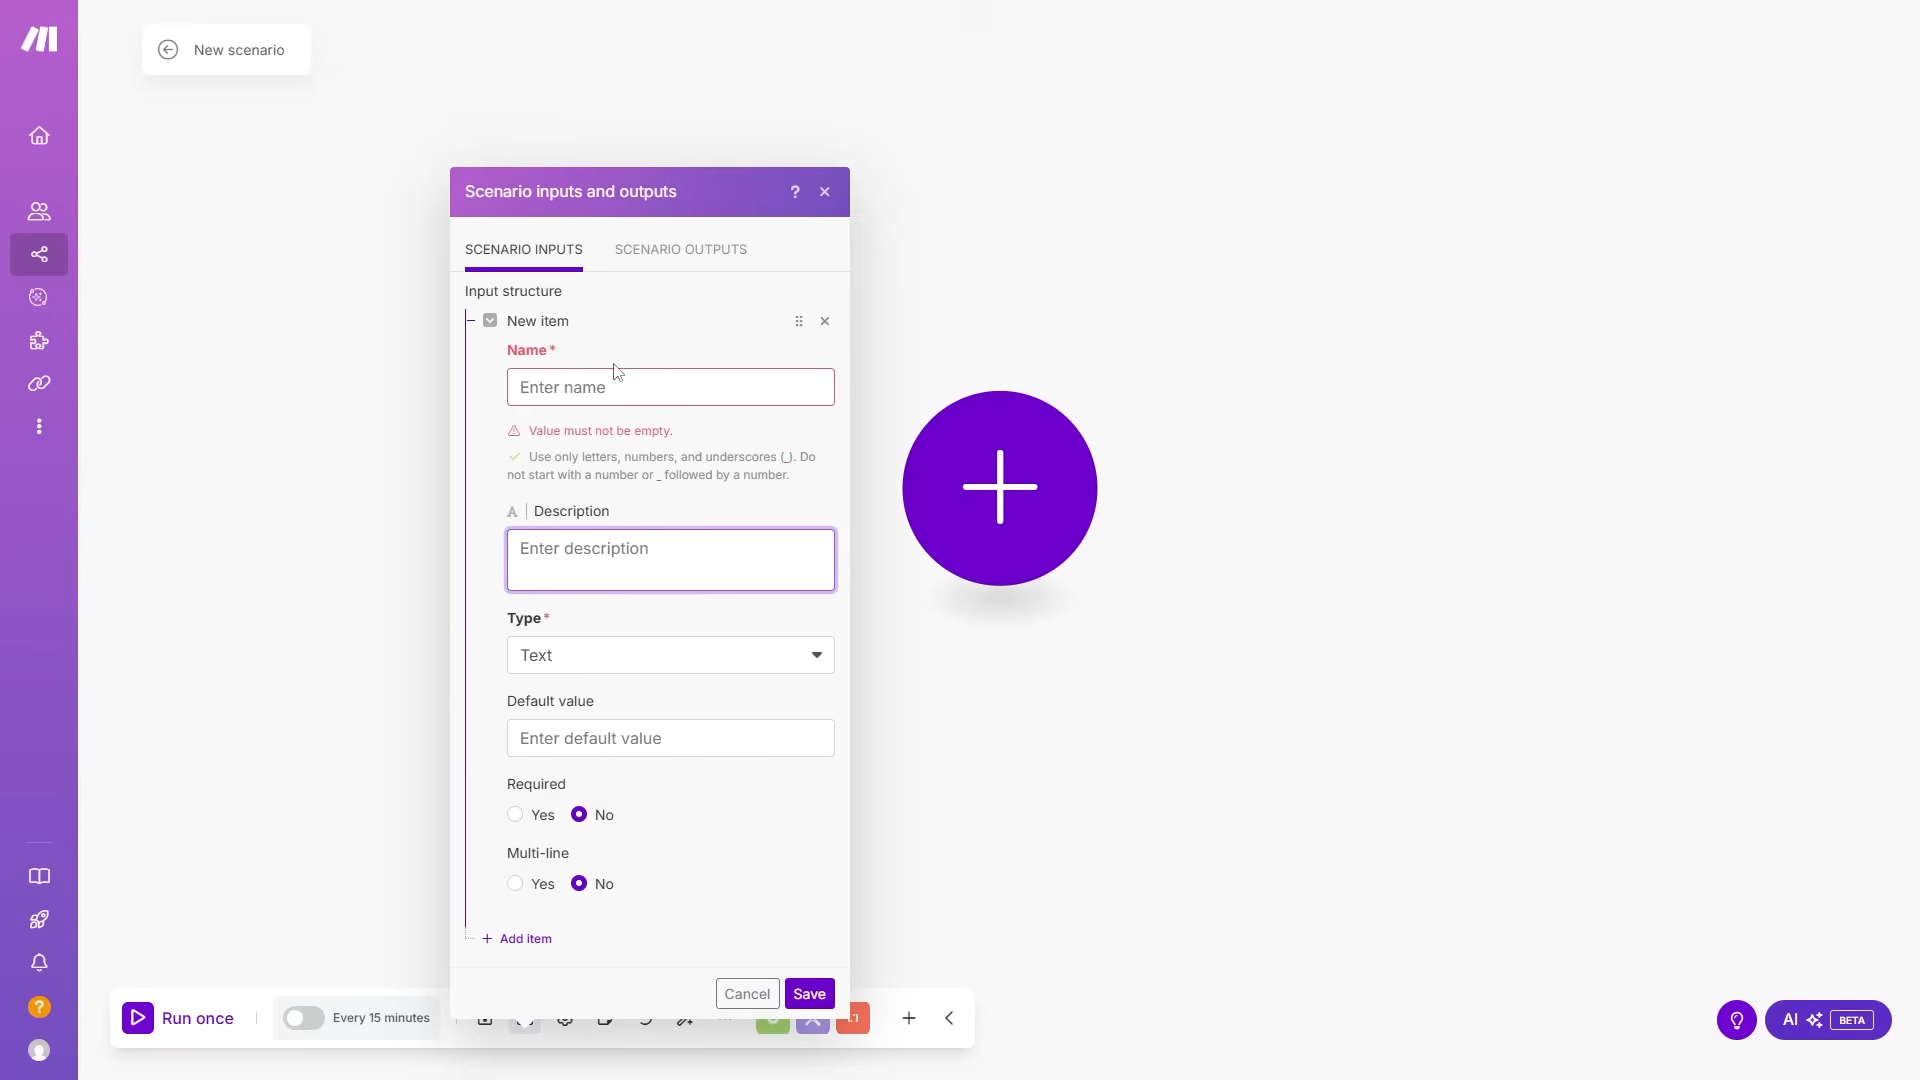 New scenario
Scenario inputs and outputs
?
SCENARIO INPUTS
SCENARIO OUTPUTS
Input structure
New item
Name *
Enter name
Value must not be empty.
Use only letters, numbers, and underscores (_). Do
not start with a number or _ followed by a number.
A
Description
Enter description
Type *
Text
Default value
Enter default value
Required
Yes
No
Multi-line
Yes
No
+ Add item
Cancel
Save
Run once
Every 15 minutes
?
AI
BETA